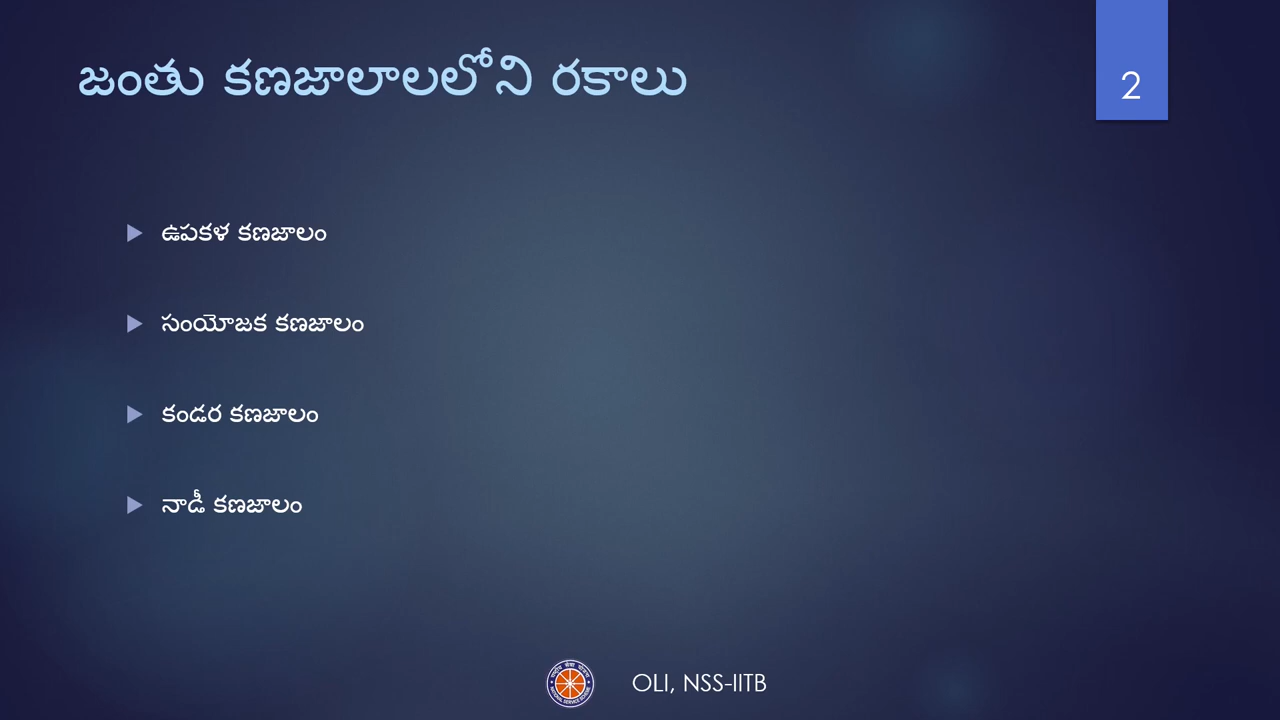 జంతు కణజాలాలలోని రకాలు
2
ఉపకళ కణజాలం
సంయోజక కణజాలం
కండర కణజాలం
నాడీ కణజాలం
OLI, NSS-IITB